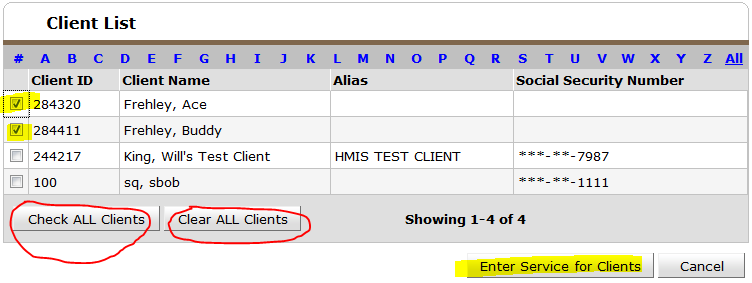 Client List
# A B C D E F G H I J K L M N O P Q R S T U V W X Y Z All
Client ID Client Name Alias Social Security Number
284320 Frehley, Ace
284411 Frehley, Buddy
244217 King, Will's Test Client HMIS TEST CLIENT ***-**-7987
100 sq, sbob ***-**-1111
Check ALL Clients Clear ALL Clients Showing 1-4 of 4
Enter Service for Clients Cancel